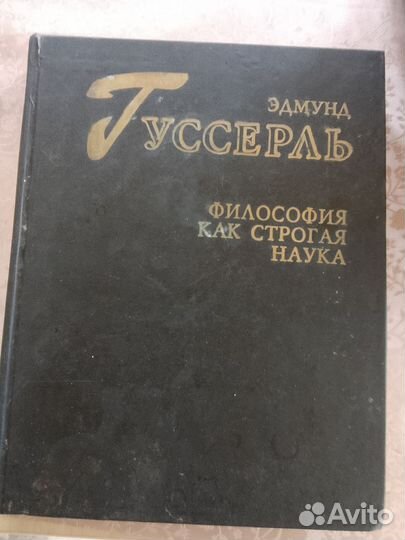 ЭДМУНД
ГУССЕРЛЬ
ФИЛОСОФИЯ
КАК СТРОГАЯ
НАУКА
Avito